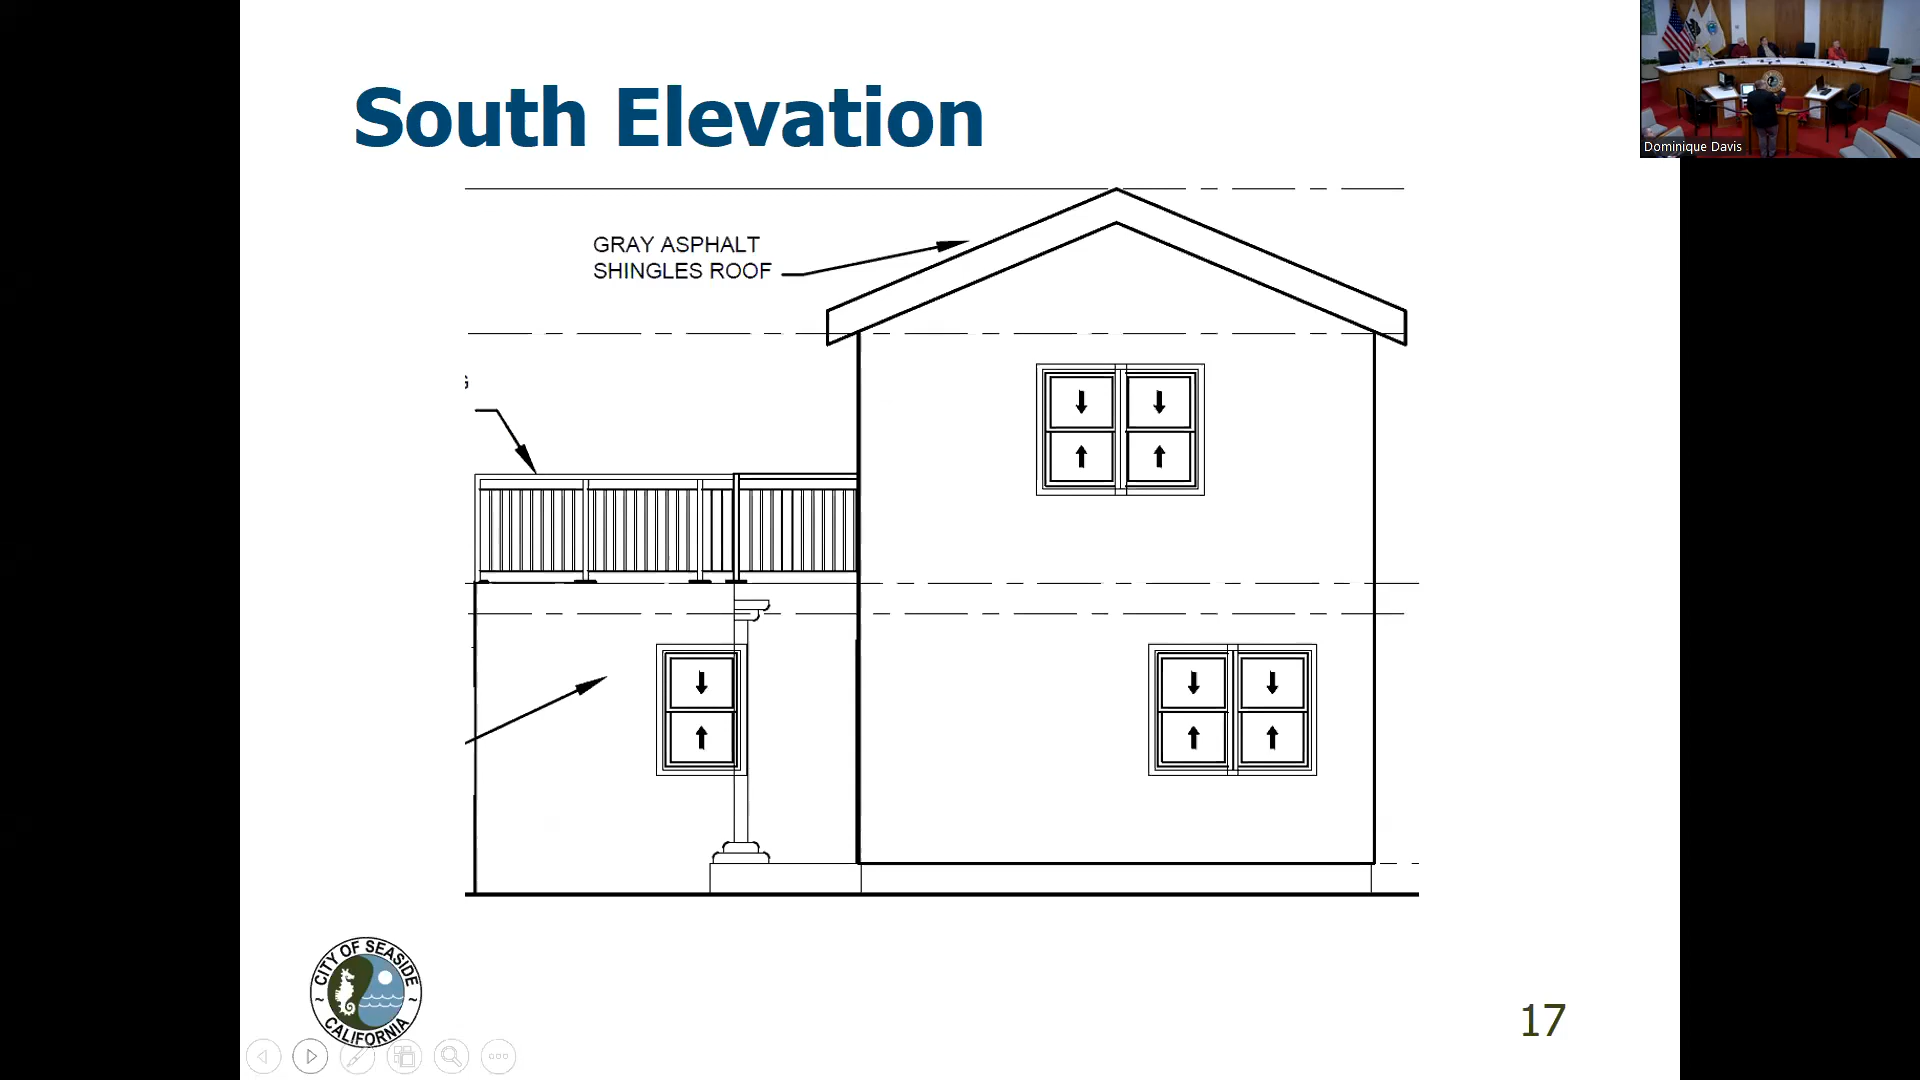 South Elevation
Dominique Davis
GRAY ASPHALT
SHINGLES ROOF
G
CITY OF SEASIDE
~ ~
CALIFORNIA
17